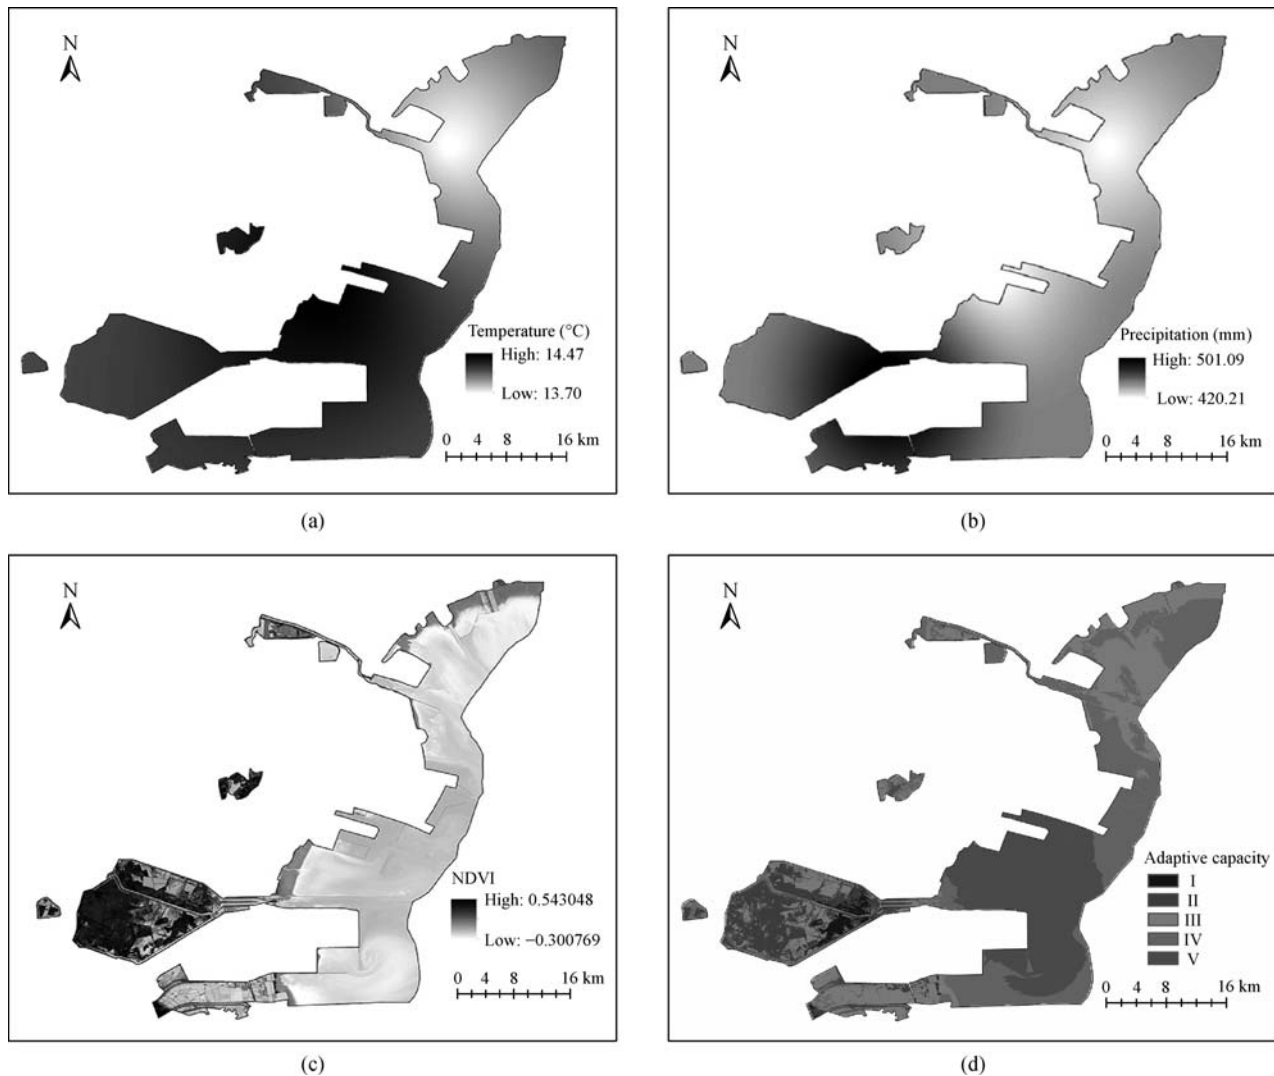 N
Temperature (°C)
High: 14.47
Low: 13.70
0 4 8 16 km
(a)
N
Precipitation (mm)
High: 501.09
Low: 420.21
0 4 8 16 km
(b)
N
NDVI
High: 0.543048
Low: −0.300769
0 4 8 16 km
(c)
N
Adaptive capacity
I
II
III
IV
V
0 4 8 16 km
(d)